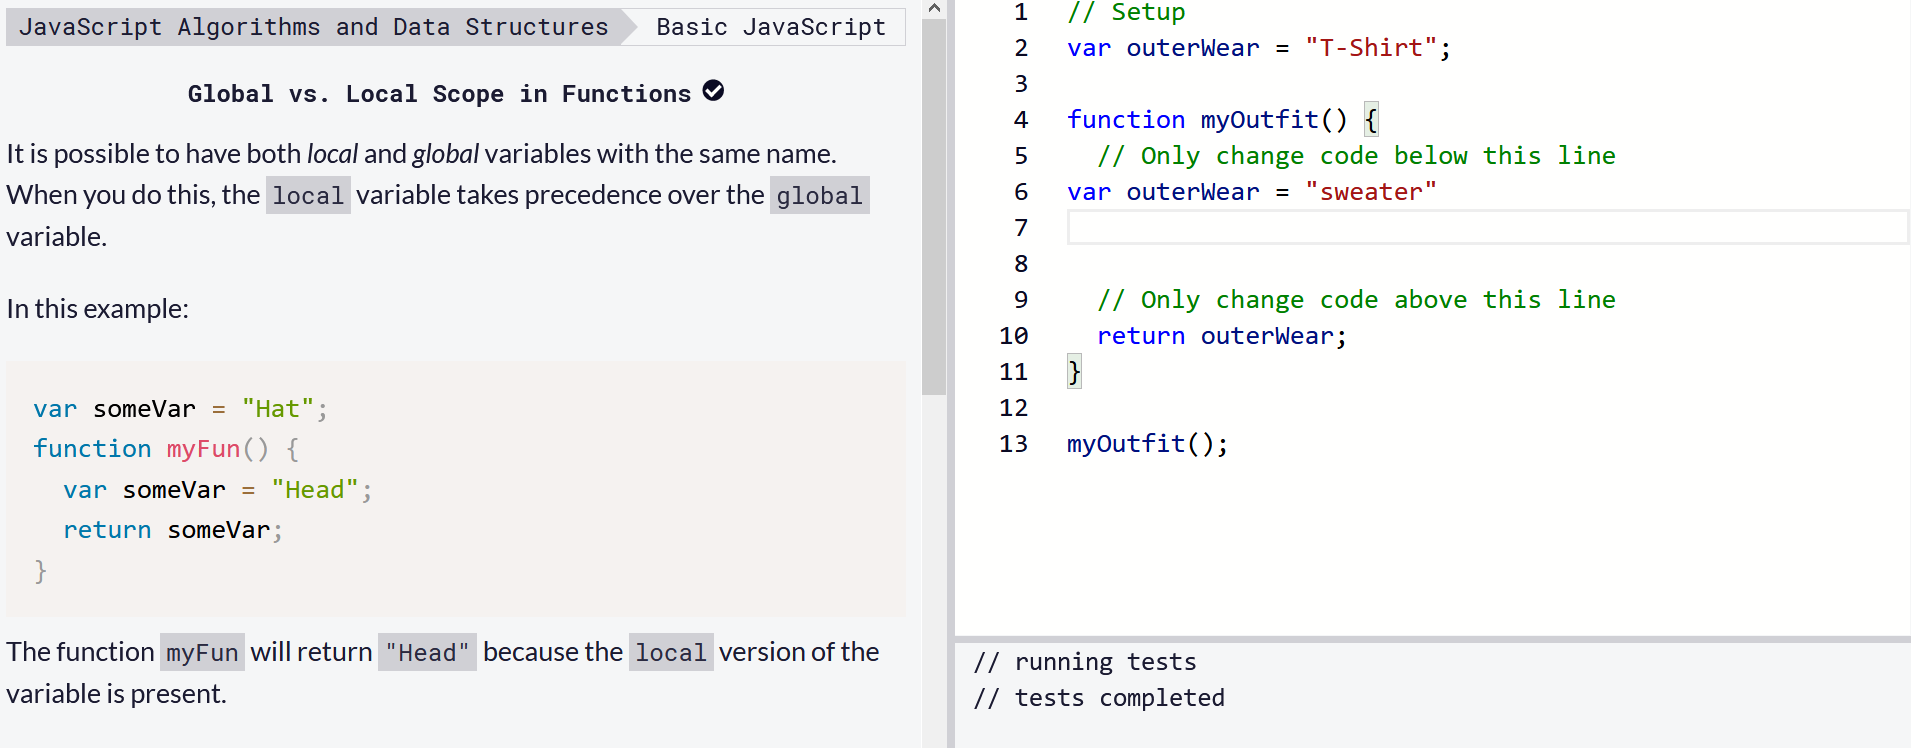 JavaScript Algorithms and Data Structures Basic JavaScript
Global vs. Local Scope in Functions
It is possible to have both local and global variables with the same name.
When you do this, the local variable takes precedence over the global
variable.
In this example:
var someVar = "Hat";
function myFun() {
  var someVar = "Head";
  return someVar;
}
The function myFun will return "Head" because the local version of the
variable is present.
1 // Setup
2 var outerWear = "T-Shirt";
3
4 function myOutfit() {
5   // Only change code below this line
6 var outerWear = "sweater"
7
8
9   // Only change code above this line
10   return outerWear;
11 }
12
13 myOutfit();
// running tests
// tests completed